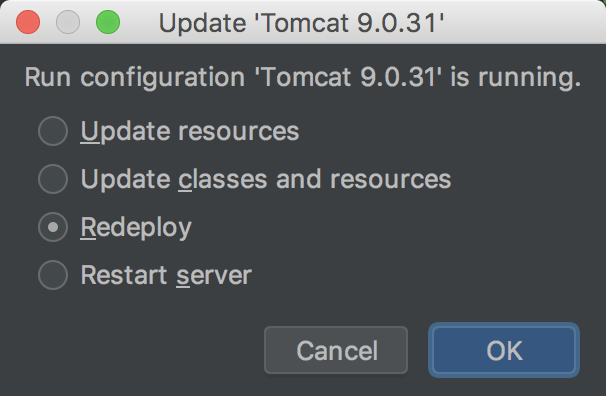 Update 'Tomcat 9.0.31'
Run configuration 'Tomcat 9.0.31' is running.
Update resources
Update classes and resources
Redeploy
Restart server
Cancel
OK